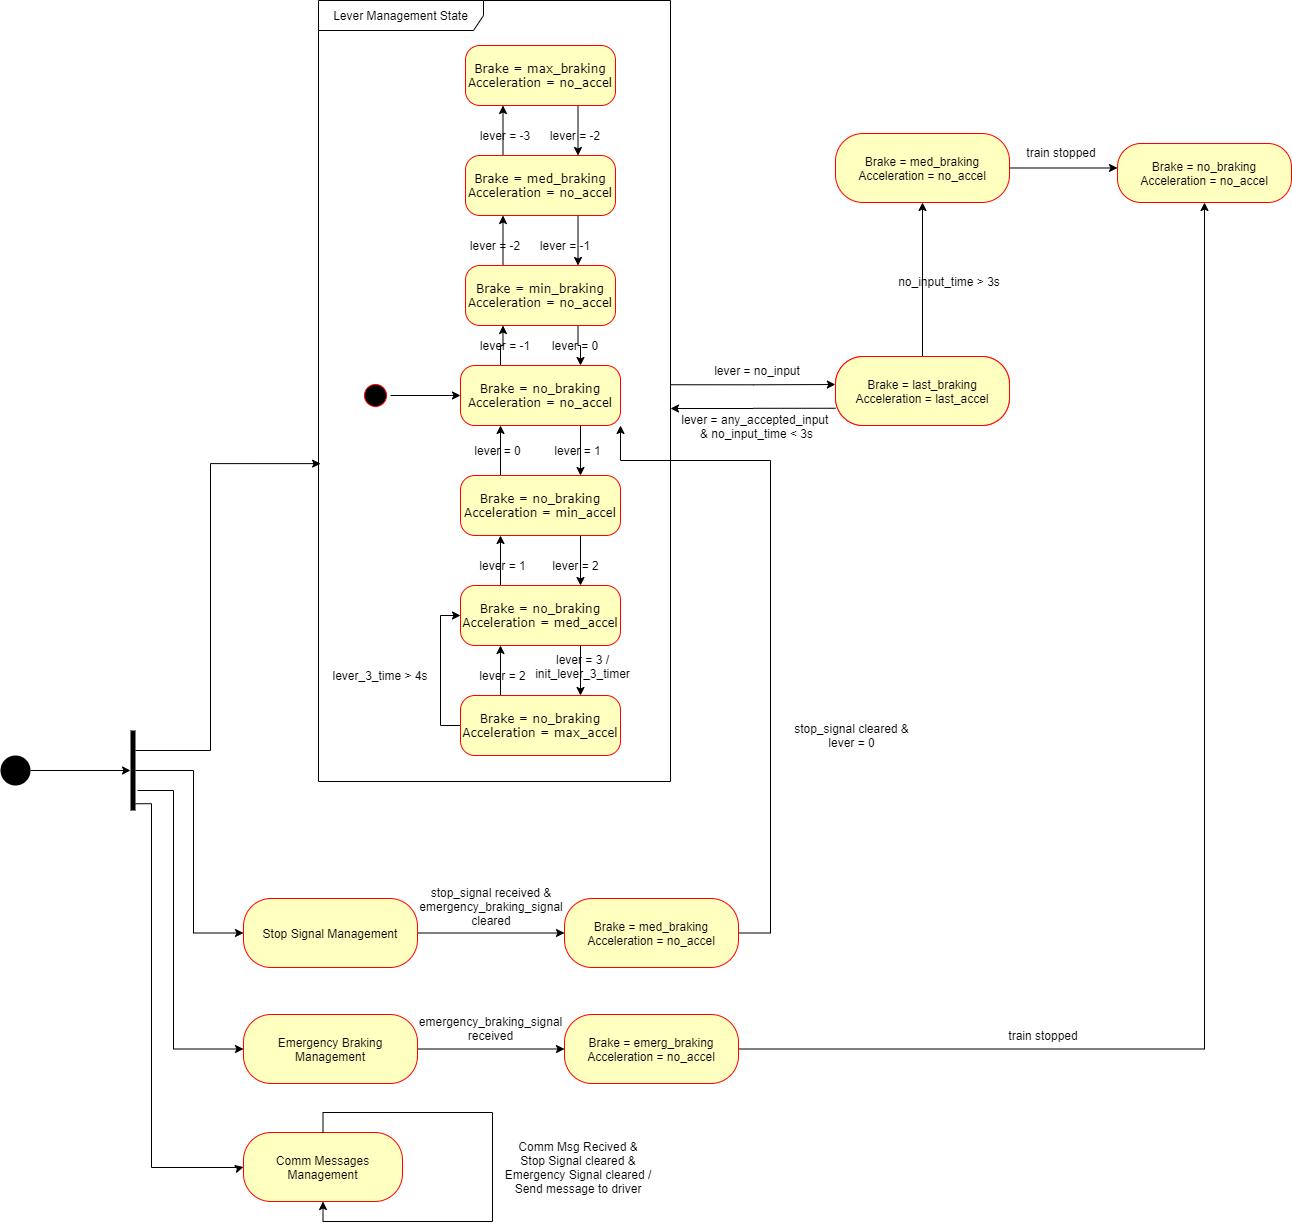 Lever Management State
Brake = max_braking
Acceleration = no_accel
lever = -3
lever = -2
Brake = med_braking
Acceleration = no_accel
lever = -2
lever = -1
Brake = min_braking
Acceleration = no_accel
lever = -1
lever = 0
Brake = no_braking
Acceleration = no_accel
lever = 0
lever = 1
Brake = no_braking
Acceleration = min_accel
lever = 1
lever = 2
Brake = no_braking
Acceleration = med_accel
lever_3_time > 4s
lever = 2
lever = 3 /
init_lever_3_timer
Brake = no_braking
Acceleration = max_accel
lever = no_input
lever = any_accepted_input
& no_input_time < 3s
Brake = last_braking
Acceleration = last_accel
no_input_time > 3s
Brake = med_braking
Acceleration = no_accel
train stopped
Brake = no_braking
Acceleration = no_accel
stop_signal cleared &
lever = 0
Stop Signal Management
stop_signal received &
emergency_braking_signal
cleared
Brake = med_braking
Acceleration = no_accel
Emergency Braking
Management
emergency_braking_signal
received
Brake = emerg_braking
Acceleration = no_accel
train stopped
Comm Messages
Management
Comm Msg Recived &
Stop Signal cleared &
Emergency Signal cleared /
Send message to driver